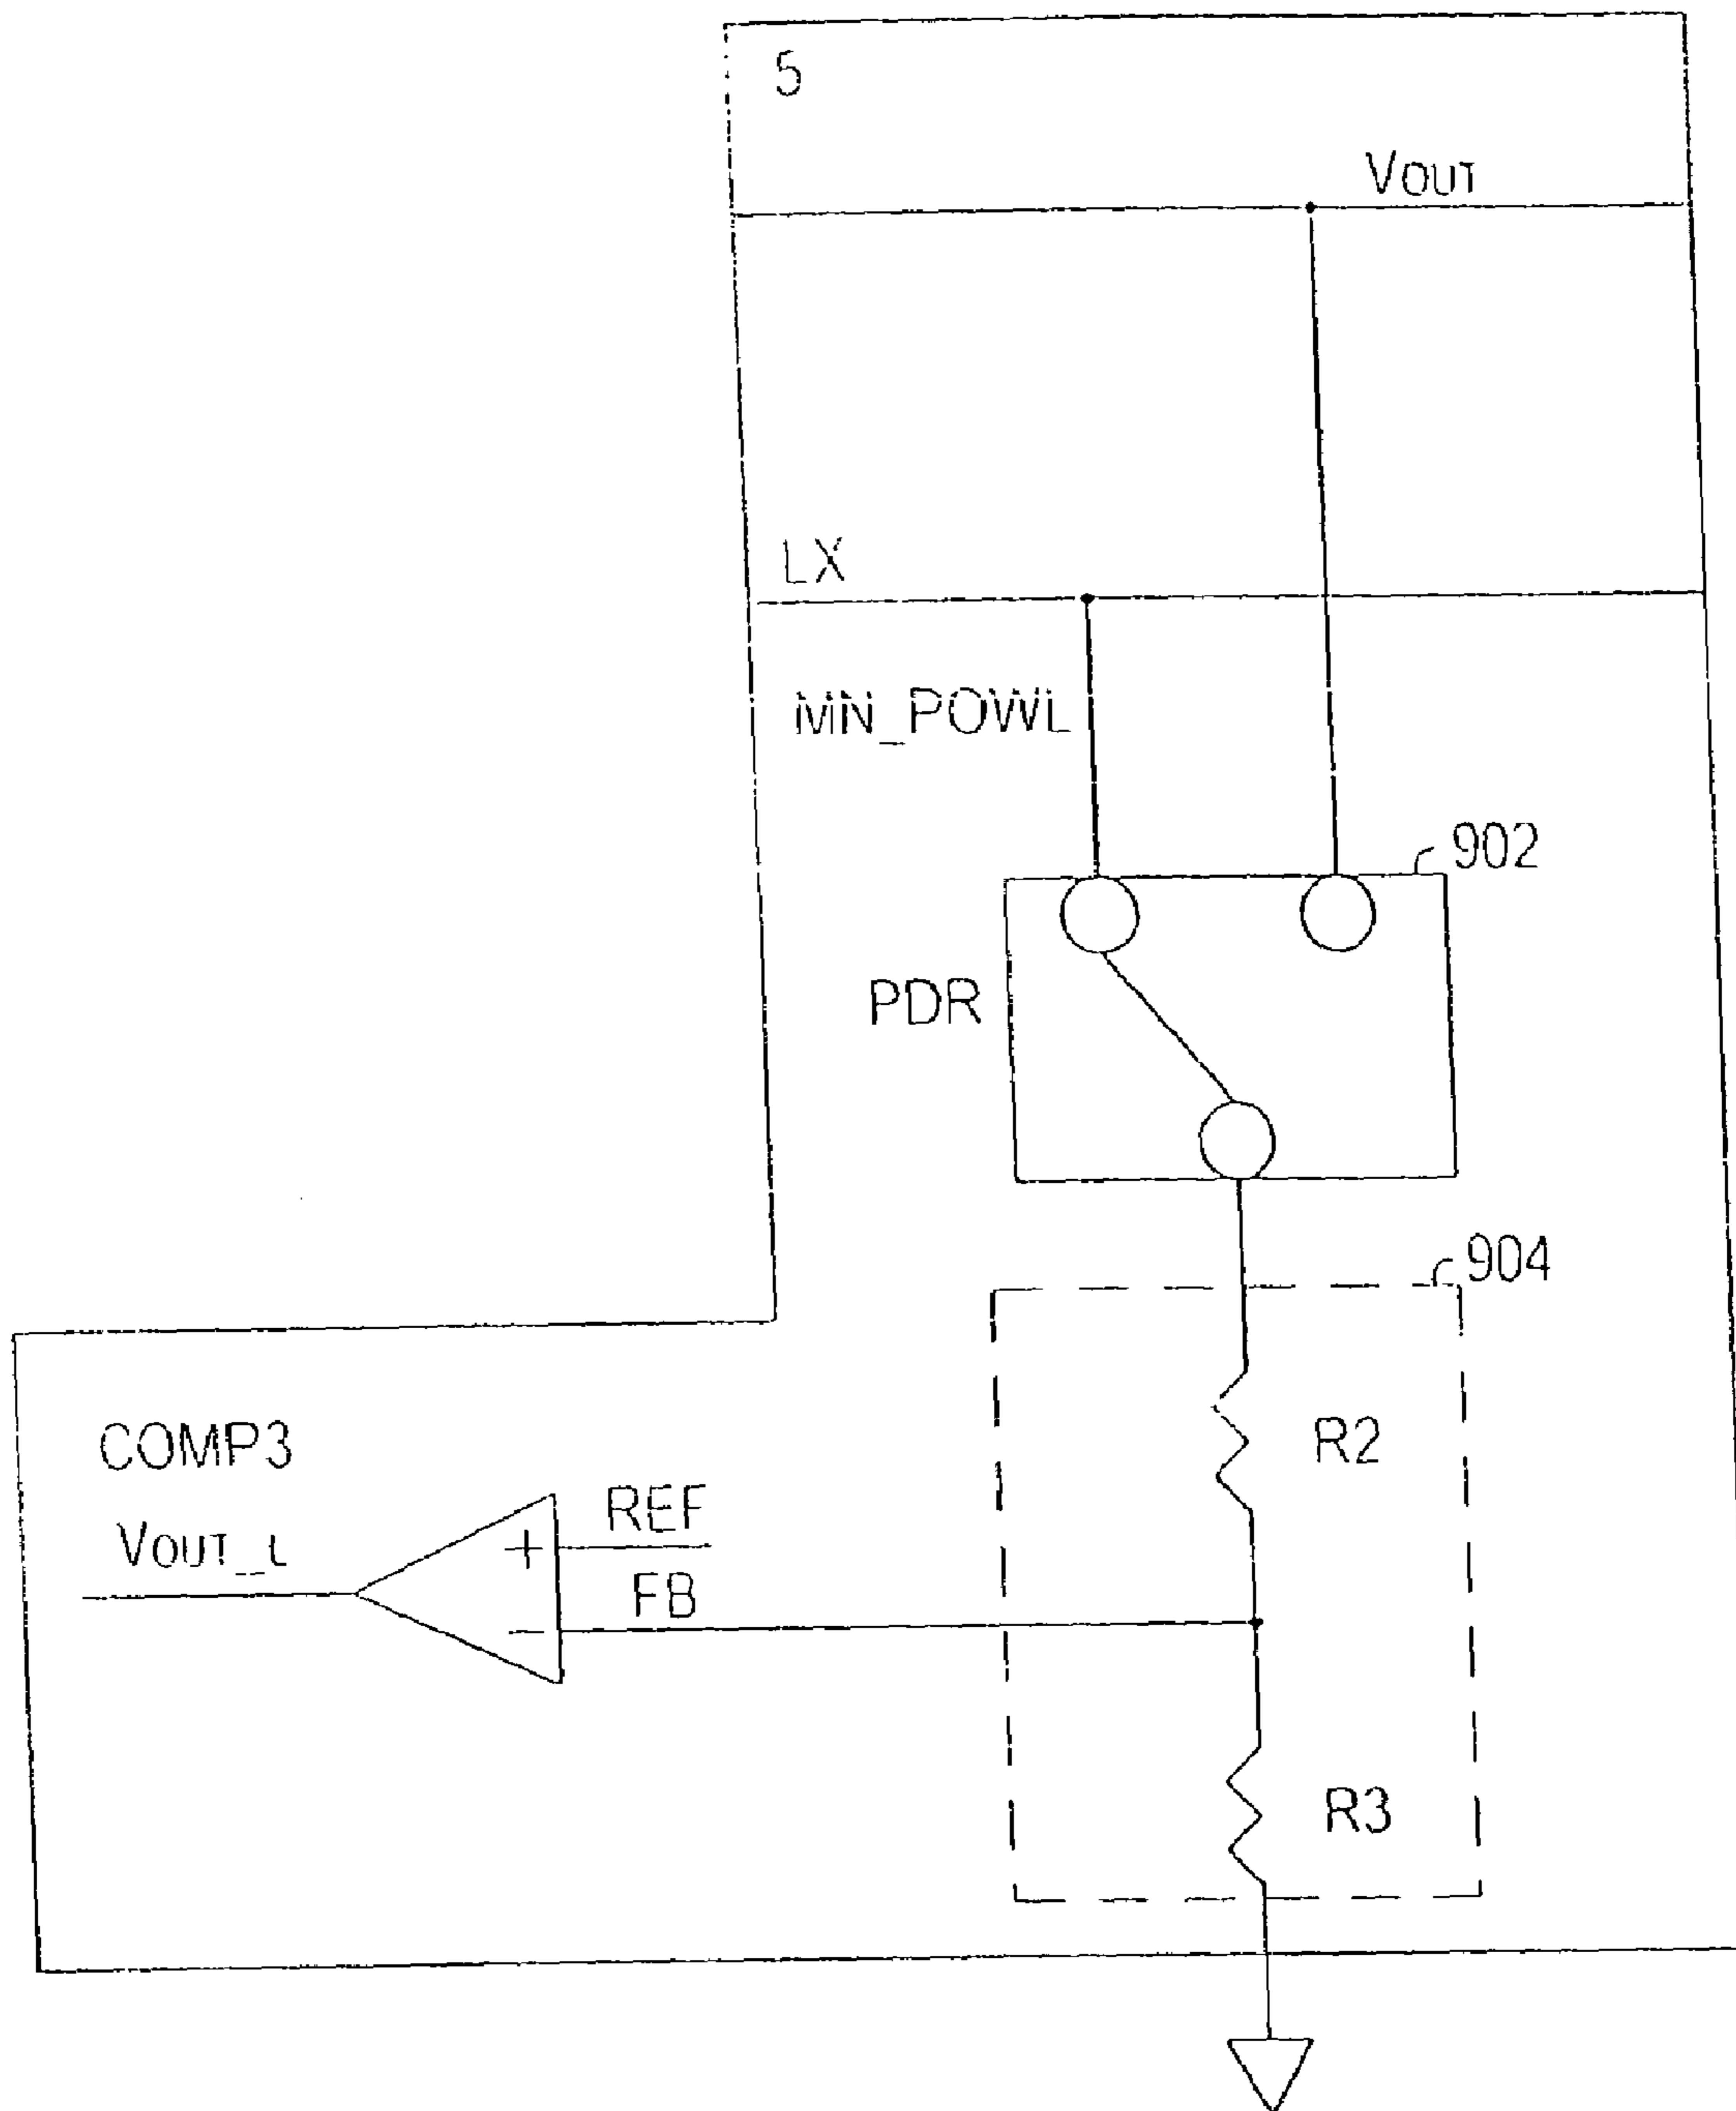 5
VOUT
LX
MN_POWL
902
PDR
904
R2
COMP3
REF
VOUT_L
+
FB
−
R3